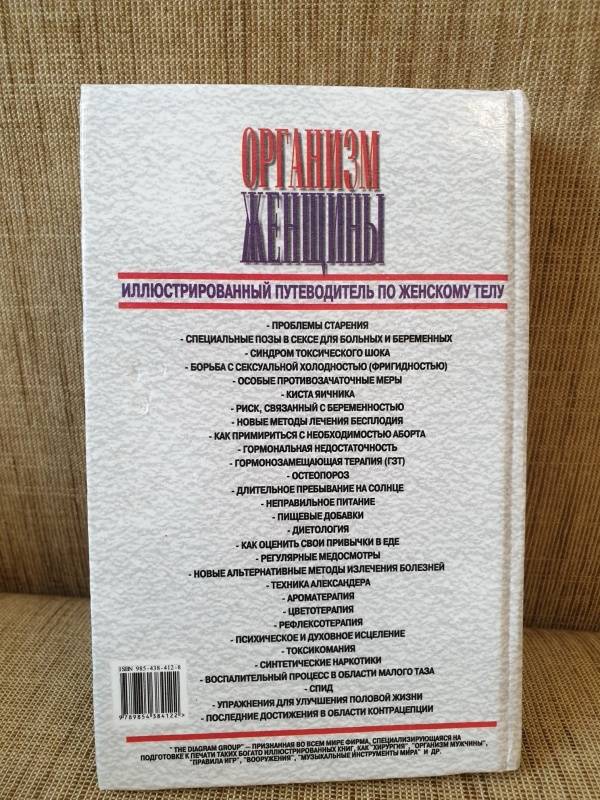 ОРГАНИЗМ
ЖЕНЩИНЫ
ИЛЛЮСТРИРОВАННЫЙ ПУТЕВОДИТЕЛЬ ПО ЖЕНСКОМУ ТЕЛУ
- ПРОБЛЕМЫ СТАРЕНИЯ
- СПЕЦИАЛЬНЫЕ ПОЗЫ В СЕКСЕ ДЛЯ БОЛЬНЫХ И БЕРЕМЕННЫХ
- СИНДРОМ ТОКСИЧЕСКОГО ШОКА
- БОРЬБА С СЕКСУАЛЬНОЙ ХОЛОДНОСТЬЮ (ФРИГИДНОСТЬЮ)
- ОСОБЫЕ ПРОТИВОЗАЧАТОЧНЫЕ МЕРЫ
- КИСТА ЯИЧНИКА
- РИСК, СВЯЗАННЫЙ С БЕРЕМЕННОСТЬЮ
- НОВЫЕ МЕТОДЫ ЛЕЧЕНИЯ БЕСПЛОДИЯ
- КАК ПРИМИРИТЬСЯ С НЕОБХОДИМОСТЬЮ АБОРТА
- ГОРМОНАЛЬНАЯ НЕДОСТАТОЧНОСТЬ
- ГОРМОНОЗАМЕЩАЮЩАЯ ТЕРАПИЯ (ГЗТ)
- ОСТЕОПОРОЗ
- ДЛИТЕЛЬНОЕ ПРЕБЫВАНИЕ НА СОЛНЦЕ
- НЕПРАВИЛЬНОЕ ПИТАНИЕ
- ПИЩЕВЫЕ ДОБАВКИ
- ДИЕТОЛОГИЯ
- КАК ОЦЕНИТЬ СВОИ ПРИВЫЧКИ В ЕДЕ
- РЕГУЛЯРНЫЕ МЕДОСМОТРЫ
- НОВЫЕ АЛЬТЕРНАТИВНЫЕ МЕТОДЫ ИЗЛЕЧЕНИЯ БОЛЕЗНЕЙ
- ТЕХНИКА АЛЕКСАНДЕРА
- АРОМАТЕРАПИЯ
- ЦВЕТОТЕРАПИЯ
- РЕФЛЕКСОТЕРАПИЯ
- ПСИХИЧЕСКОЕ И ДУХОВНОЕ ИСЦЕЛЕНИЕ
- ТОКСИКОМАНИЯ
- СИНТЕТИЧЕСКИЕ НАРКОТИКИ
- ВОСПАЛИТЕЛЬНЫЙ ПРОЦЕСС В ОБЛАСТИ МАЛОГО ТАЗА
- СПИД
- УПРАЖНЕНИЯ ДЛЯ УЛУЧШЕНИЯ ПОЛОВОЙ ЖИЗНИ
- ПОСЛЕДНИЕ ДОСТИЖЕНИЯ В ОБЛАСТИ КОНТРАЦЕПЦИИ
ISBN 985-438-412-8
9789854384122>
" THE DIAGRAM GROUP" — ПРИЗНАННАЯ ВО ВСЕМ МИРЕ ФИРМА, СПЕЦИАЛИЗИРУЮЩАЯСЯ НА
ПОДГОТОВКЕ К ПЕЧАТИ ТАКИХ БОГАТО ИЛЛЮСТРИРОВАННЫХ КНИГ, КАК "ХИРУРГИЯ", "ОРГАНИЗМ МУЖЧИНЫ",
"ПРАВИЛА ИГР", "ВООРУЖЕНИЯ", "МУЗЫКАЛЬНЫЕ ИНСТРУМЕНТЫ МИРА" И ДР.